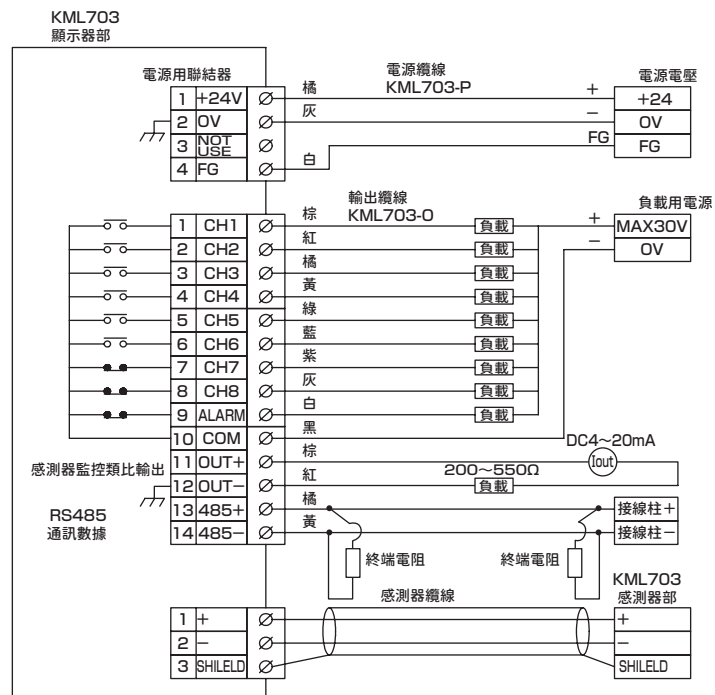 KML703
顯示器部
電源用聯結器
電源纜線
KML703-P
電源電壓
1 +24V 橘 + +24
2 0V 灰 − 0V
3 NOT USE
4 FG 白 FG FG
輸出纜線
KML703-O
負載用電源
1 CH1 棕 負載 + MAX30V
2 CH2 紅 負載 − 0V
3 CH3 橘 負載
4 CH4 黃 負載
5 CH5 綠 負載
6 CH6 藍 負載
7 CH7 紫 負載
8 CH8 灰 負載
9 ALARM 白 負載
10 COM 黑
DC4~20mA
感測器監控類比輸出 11 OUT+ 棕 Iout
200~550Ω
12 OUT− 紅 負載
RS485
通訊數據
13 485+ 橘 接線柱+
14 485− 黃 接線柱−
終端電阻 終端電阻
感測器纜線
KML703
感測器部
1 + +
2 − −
3 SHILELD SHILELD